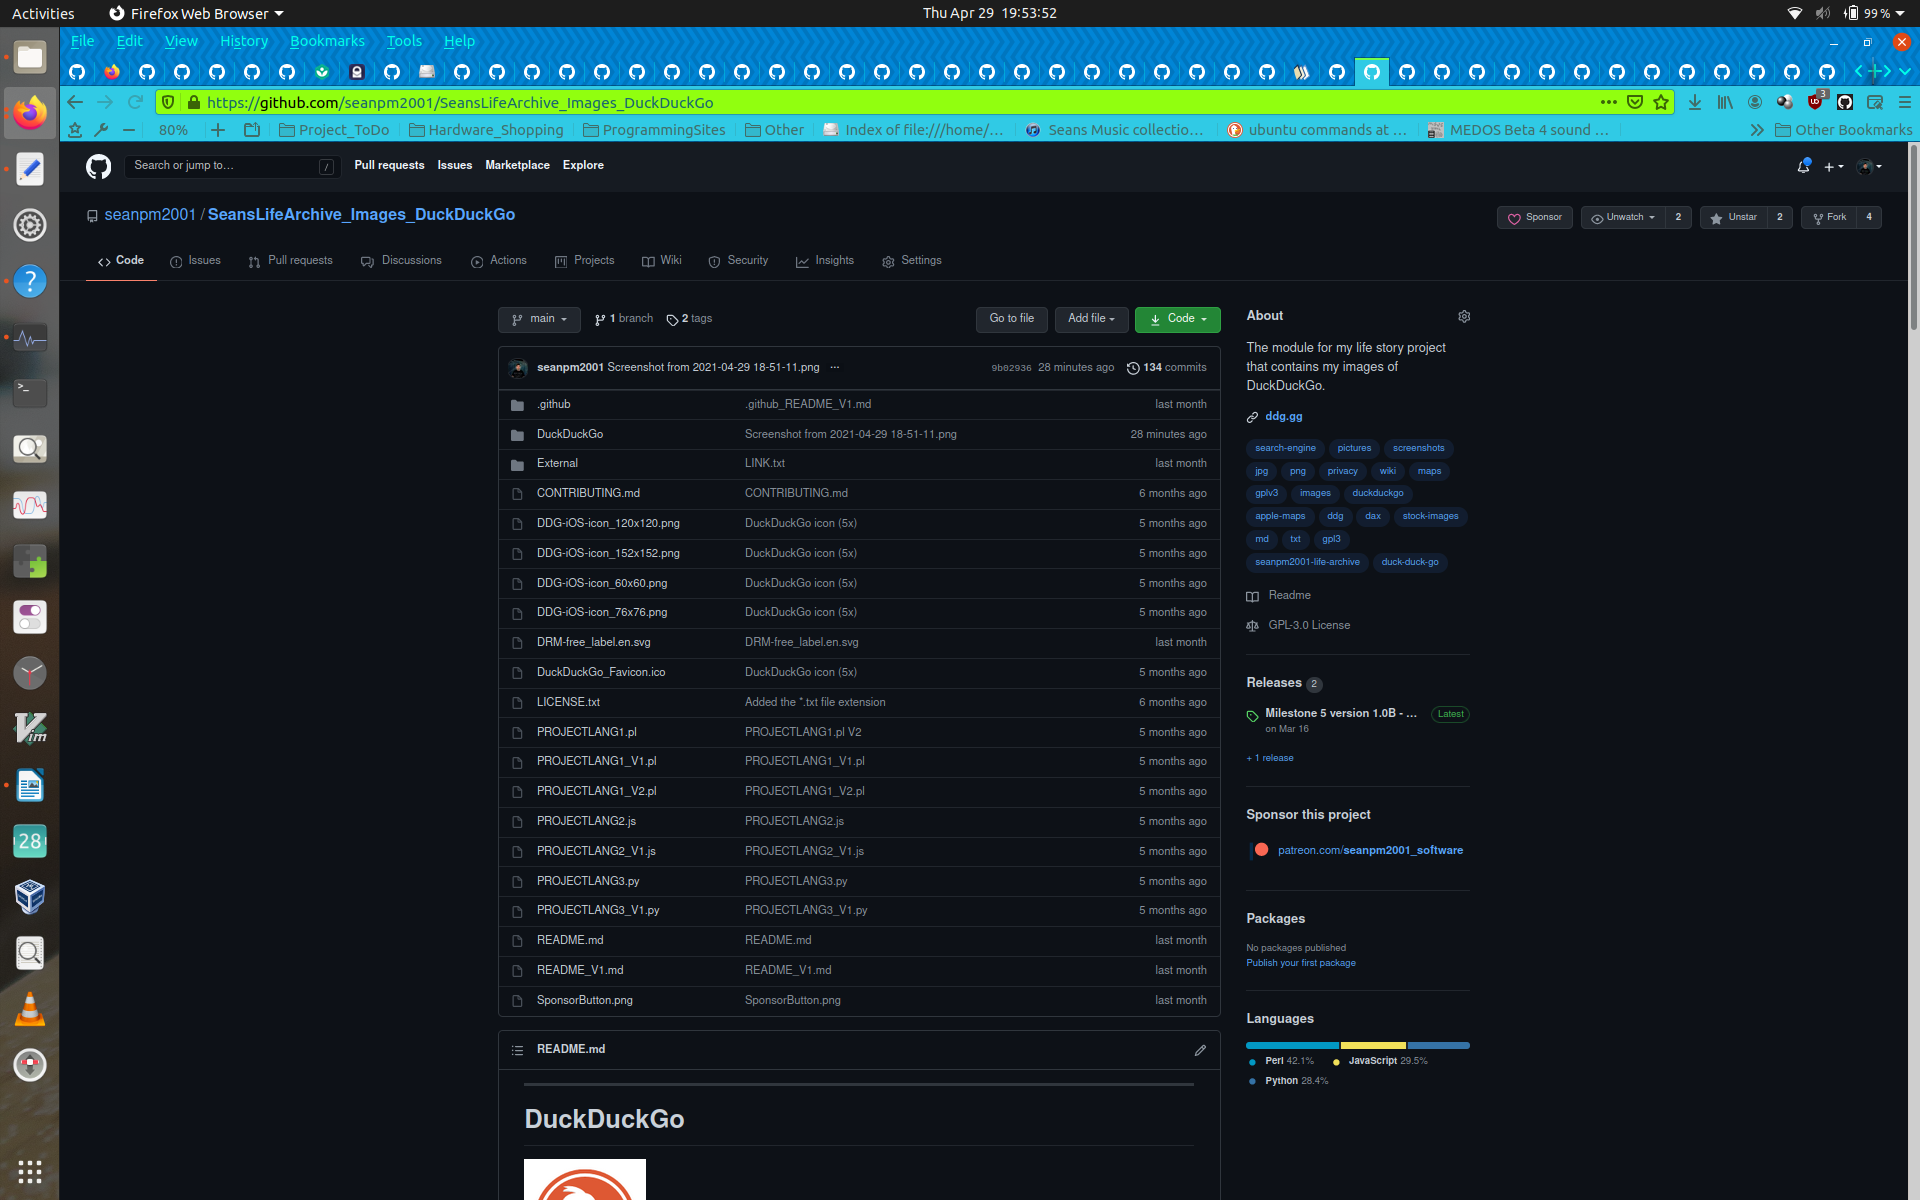 Activities Firefox Web Browser Thu Apr 29 19:53:52 99 %
File Edit View History Bookmarks Tools Help
https://github.com/seanpm2001/SeansLifeArchive_Images_DuckDuckGo 3
80% Project_ToDo Hardware_Shopping ProgrammingSites Other Index of file:///home/… Seans Music collectio… ubuntu commands at … MEDOS Beta 4 sound … Other Bookmarks
Search or jump to… / Pull requests Issues Marketplace Explore
seanpm2001 / SeansLifeArchive_Images_DuckDuckGo Sponsor Unwatch 2 Unstar 2 Fork 4
Code Issues Pull requests Discussions Actions Projects Wiki Security Insights Settings
main 1 branch 2 tags Go to file Add file Code
seanpm2001 Screenshot from 2021-04-29 18-51-11.png ... 9b02936 28 minutes ago 134 commits
.github .github_README_V1.md last month
DuckDuckGo Screenshot from 2021-04-29 18-51-11.png 28 minutes ago
External LINK.txt last month
CONTRIBUTING.md CONTRIBUTING.md 6 months ago
DDG-iOS-icon_120x120.png DuckDuckGo icon (5x) 5 months ago
DDG-iOS-icon_152x152.png DuckDuckGo icon (5x) 5 months ago
DDG-iOS-icon_60x60.png DuckDuckGo icon (5x) 5 months ago
DDG-iOS-icon_76x76.png DuckDuckGo icon (5x) 5 months ago
DRM-free_label.en.svg DRM-free_label.en.svg last month
DuckDuckGo_Favicon.ico DuckDuckGo icon (5x) 5 months ago
LICENSE.txt Added the *.txt file extension 6 months ago
PROJECTLANG1.pl PROJECTLANG1.pl V2 5 months ago
PROJECTLANG1_V1.pl PROJECTLANG1_V1.pl 5 months ago
PROJECTLANG1_V2.pl PROJECTLANG1_V2.pl 5 months ago
PROJECTLANG2.js PROJECTLANG2.js 5 months ago
PROJECTLANG2_V1.js PROJECTLANG2_V1.js 5 months ago
PROJECTLANG3.py PROJECTLANG3.py 5 months ago
PROJECTLANG3_V1.py PROJECTLANG3_V1.py 5 months ago
README.md README.md last month
README_V1.md README_V1.md last month
SponsorButton.png SponsorButton.png last month
README.md
DuckDuckGo
About
The module for my life story project
that contains my images of
DuckDuckGo.
ddg.gg
search-engine pictures screenshots
jpg png privacy wiki maps
gplv3 images duckduckgo
apple-maps ddg dax stock-images
md txt gpl3
seanpm2001-life-archive duck-duck-go
Readme
GPL-3.0 License
Releases 2
Milestone 5 version 1.0B - ... Latest
on Mar 16
+ 1 release
Sponsor this project
patreon.com/seanpm2001_software
Packages
No packages published
Publish your first package
Languages
Perl 42.1% JavaScript 29.5%
Python 28.4%
?
>_
Vim
28